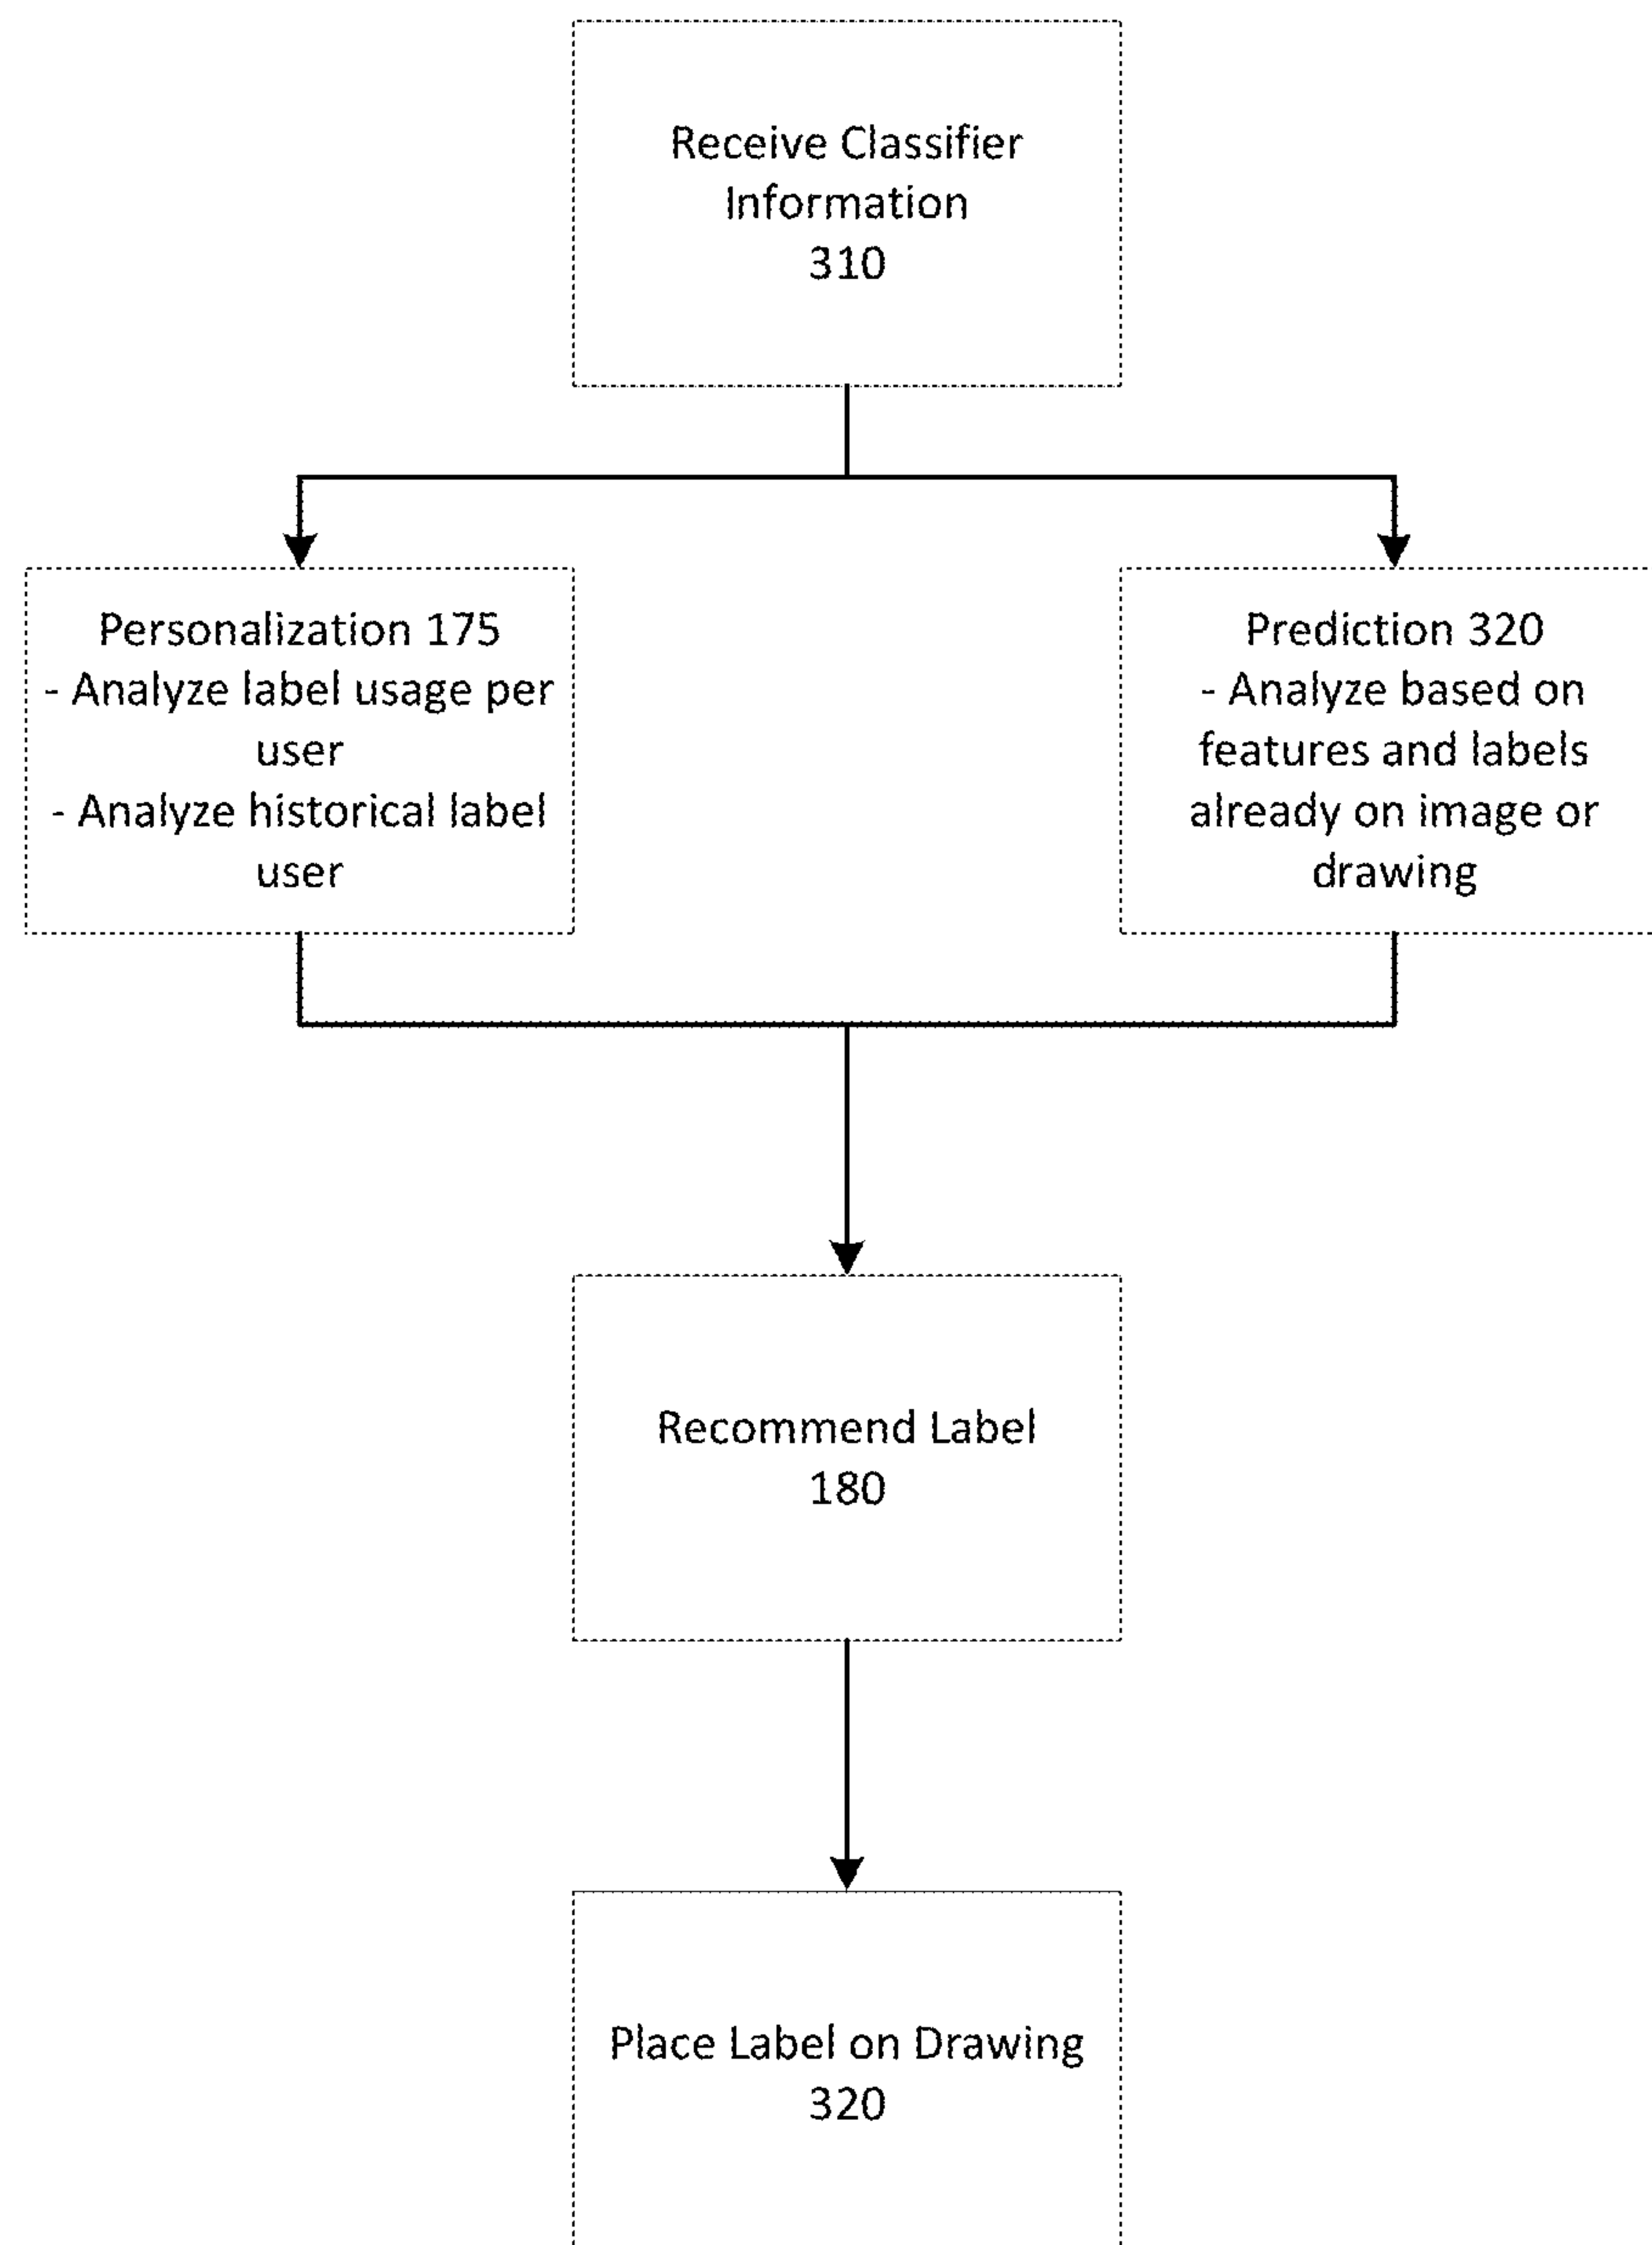 Receive Classifier
Information
310
Personalization 175
- Analyze label usage per
user
- Analyze historical label
user
Prediction 320
- Analyze based on
features and labels
already on image or
drawing
Recommend Label
180
Place Label on Drawing
320